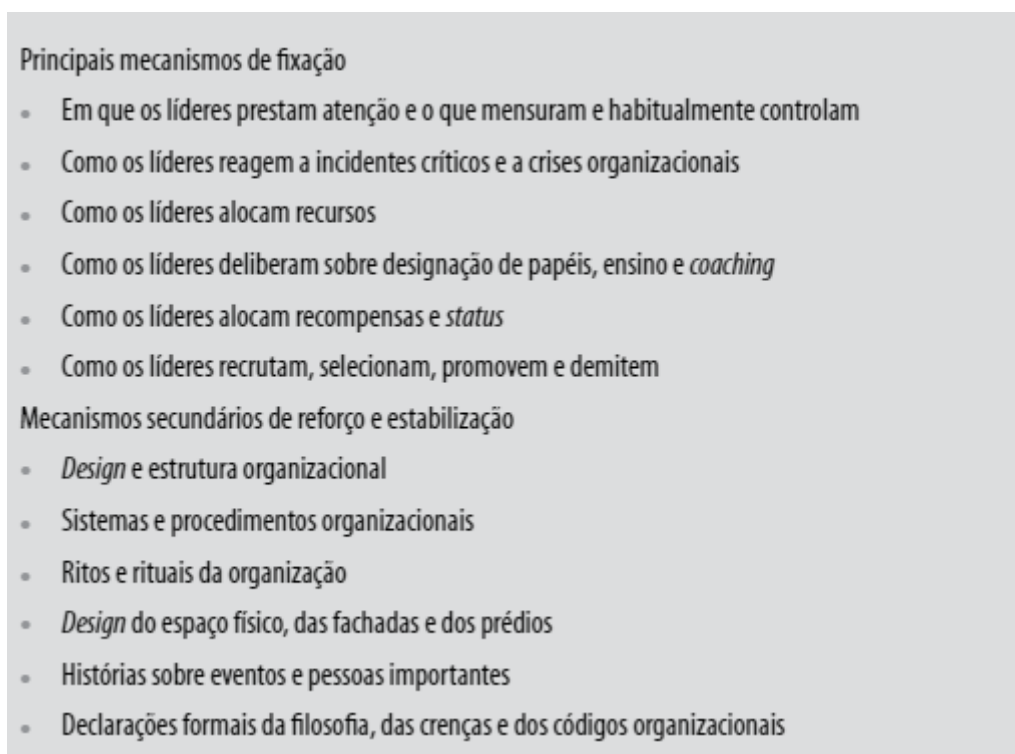 Principais mecanismos de fixação
• Em que os líderes prestam atenção e o que mensuram e habitualmente controlam
• Como os líderes reagem a incidentes críticos e a crises organizacionais
• Como os líderes alocam recursos
• Como os líderes deliberam sobre designação de papéis, ensino e coaching
• Como os líderes alocam recompensas e status
• Como os líderes recrutam, selecionam, promovem e demitem
Mecanismos secundários de reforço e estabilização
• Design e estrutura organizacional
• Sistemas e procedimentos organizacionais
• Ritos e rituais da organização
• Design do espaço físico, das fachadas e dos prédios
• Histórias sobre eventos e pessoas importantes
• Declarações formais da filosofia, das crenças e dos códigos organizacionais